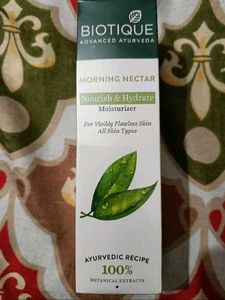 BIOTIQUE
ADVANCED AYURVEDA
MORNING NECTAR
Nourish & Hydrate
Moisturizer
For Visibly Flawless Skin
All Skin Types
AYURVEDIC RECIPE
100%
BOTANICAL EXTRACTS